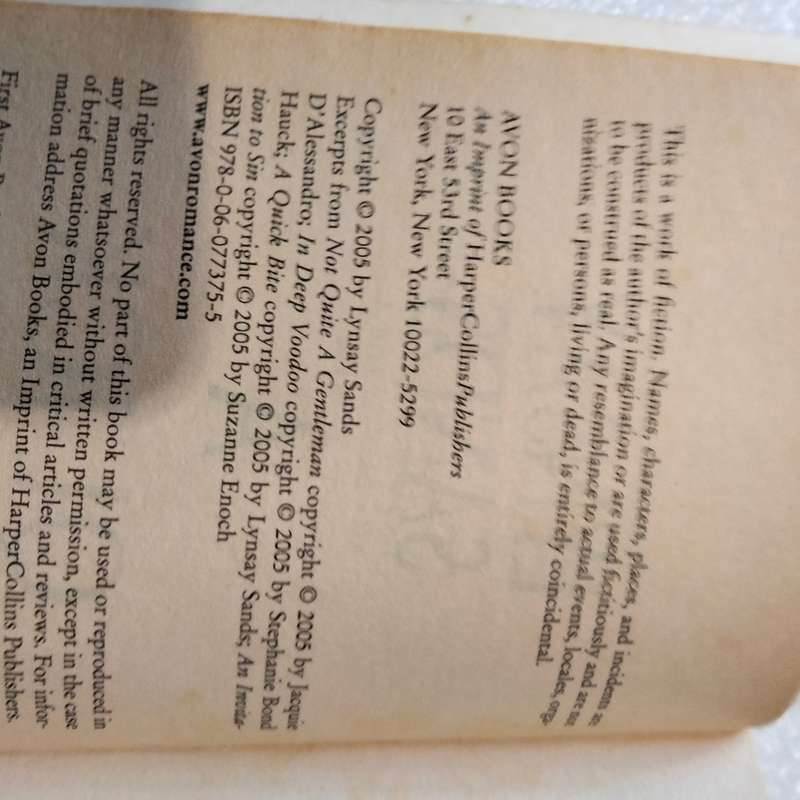 This is a work of fiction. Names, characters, places, and incidents are
products of the author's imagination or are used fictitiously and are not
to be construed as real. Any resemblance to actual events, locales, orga-
nizations, or persons, living or dead, is entirely coincidental.
AVON BOOKS
An Imprint of HarperCollinsPublishers
10 East 53rd Street
New York, New York 10022-5299
Copyright © 2005 by Lynsay Sands
Excerpts from Not Quite A Gentleman copyright © 2005 by Jacquie
D'Alessandro; In Deep Voodoo copyright © 2005 by Stephanie Bond
Hauck; A Quick Bite copyright © 2005 by Lynsay Sands; An Invita-
tion to Sin copyright © 2005 by Suzanne Enoch
ISBN 978-0-06-077375-5
www.avonromance.com
All rights reserved. No part of this book may be used or reproduced in
any manner whatsoever without written permission, except in the case
of brief quotations embodied in critical articles and reviews. For infor-
mation address Avon Books, an Imprint of HarperCollins Publishers.
First Avon